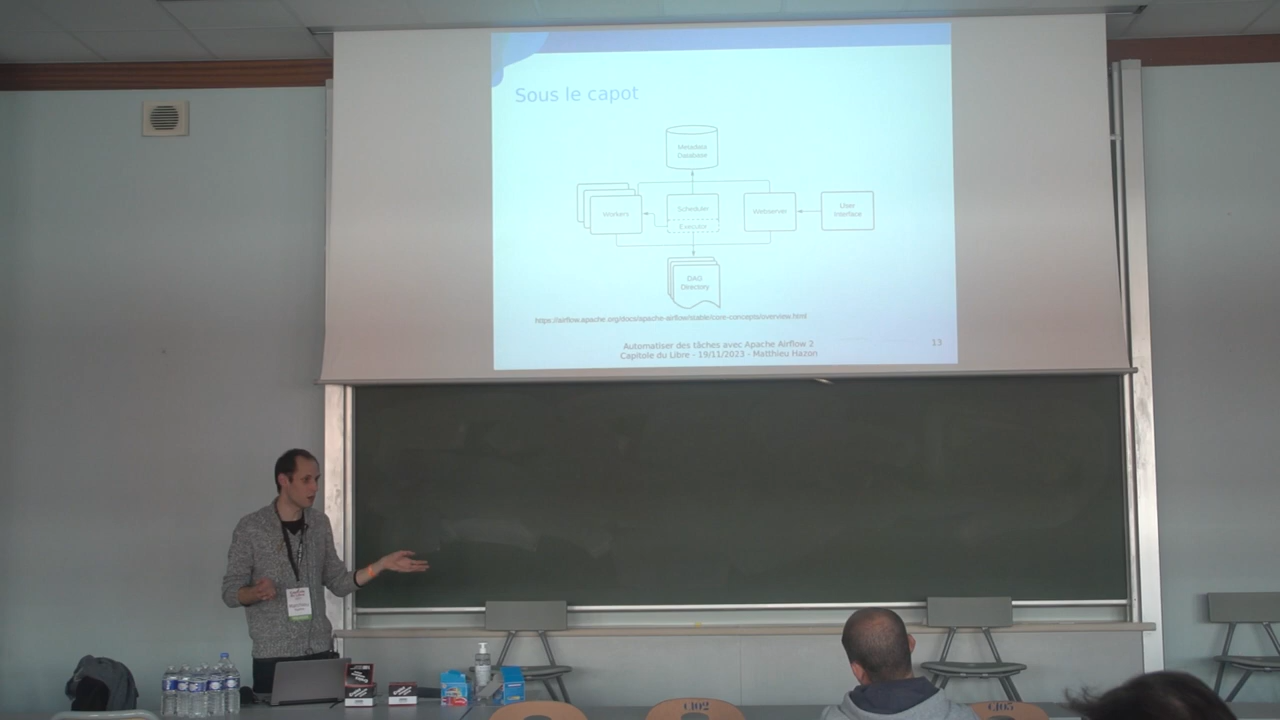 Sous le capot
Metadata
Database
Workers
Scheduler
Executor
Webserver
User
Interface
DAG
Directory
https://airflow.apache.org/docs/apache-airflow/stable/core-concepts/overview.html
Automatiser des tâches avec Apache Airflow 2
Capitole du Libre - 19/11/2023 - Matthieu Hazon
13